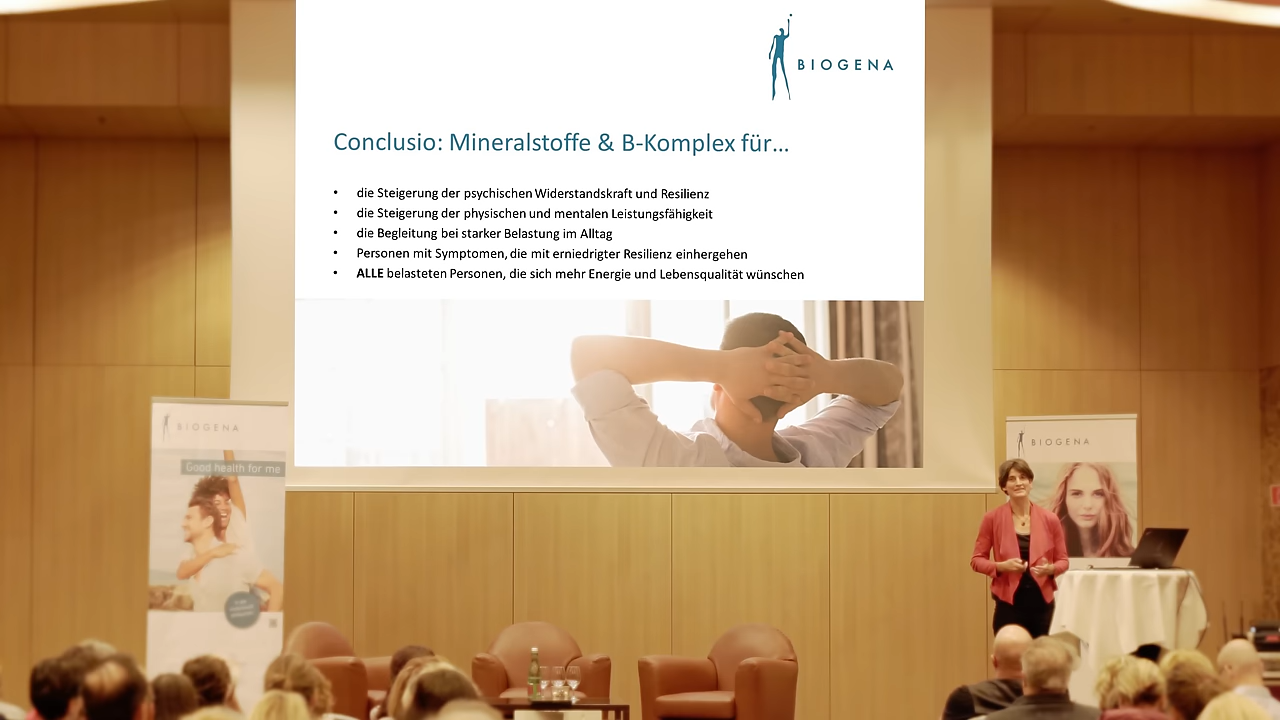 BIOGENA
Conclusio: Mineralstoffe & B-Komplex für...
• die Steigerung der psychischen Widerstandskraft und Resilienz
• die Steigerung der physischen und mentalen Leistungsfähigkeit
• die Begleitung bei starker Belastung im Alltag
• Personen mit Symptomen, die mit erniedrigter Resilienz einhergehen
• ALLE belasteten Personen, die sich mehr Energie und Lebensqualität wünschen
BIOGENA
Good health for me
BIOGENA